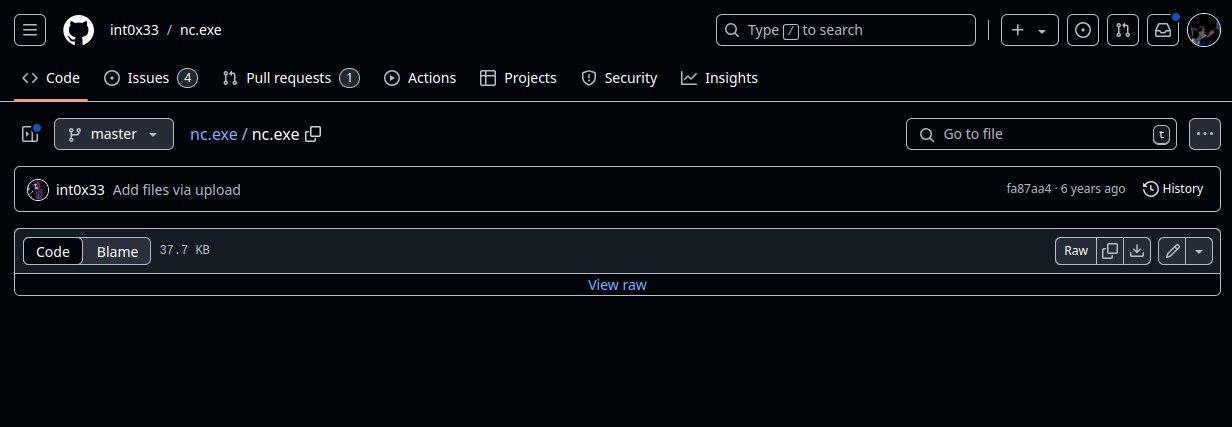 int0x33 / nc.exe Type / to search
Code Issues 4 Pull requests 1 Actions Projects Security Insights
master nc.exe / nc.exe Go to file t
int0x33 Add files via upload fa87aa4 · 6 years ago History
Code Blame 37.7 KB Raw
View raw